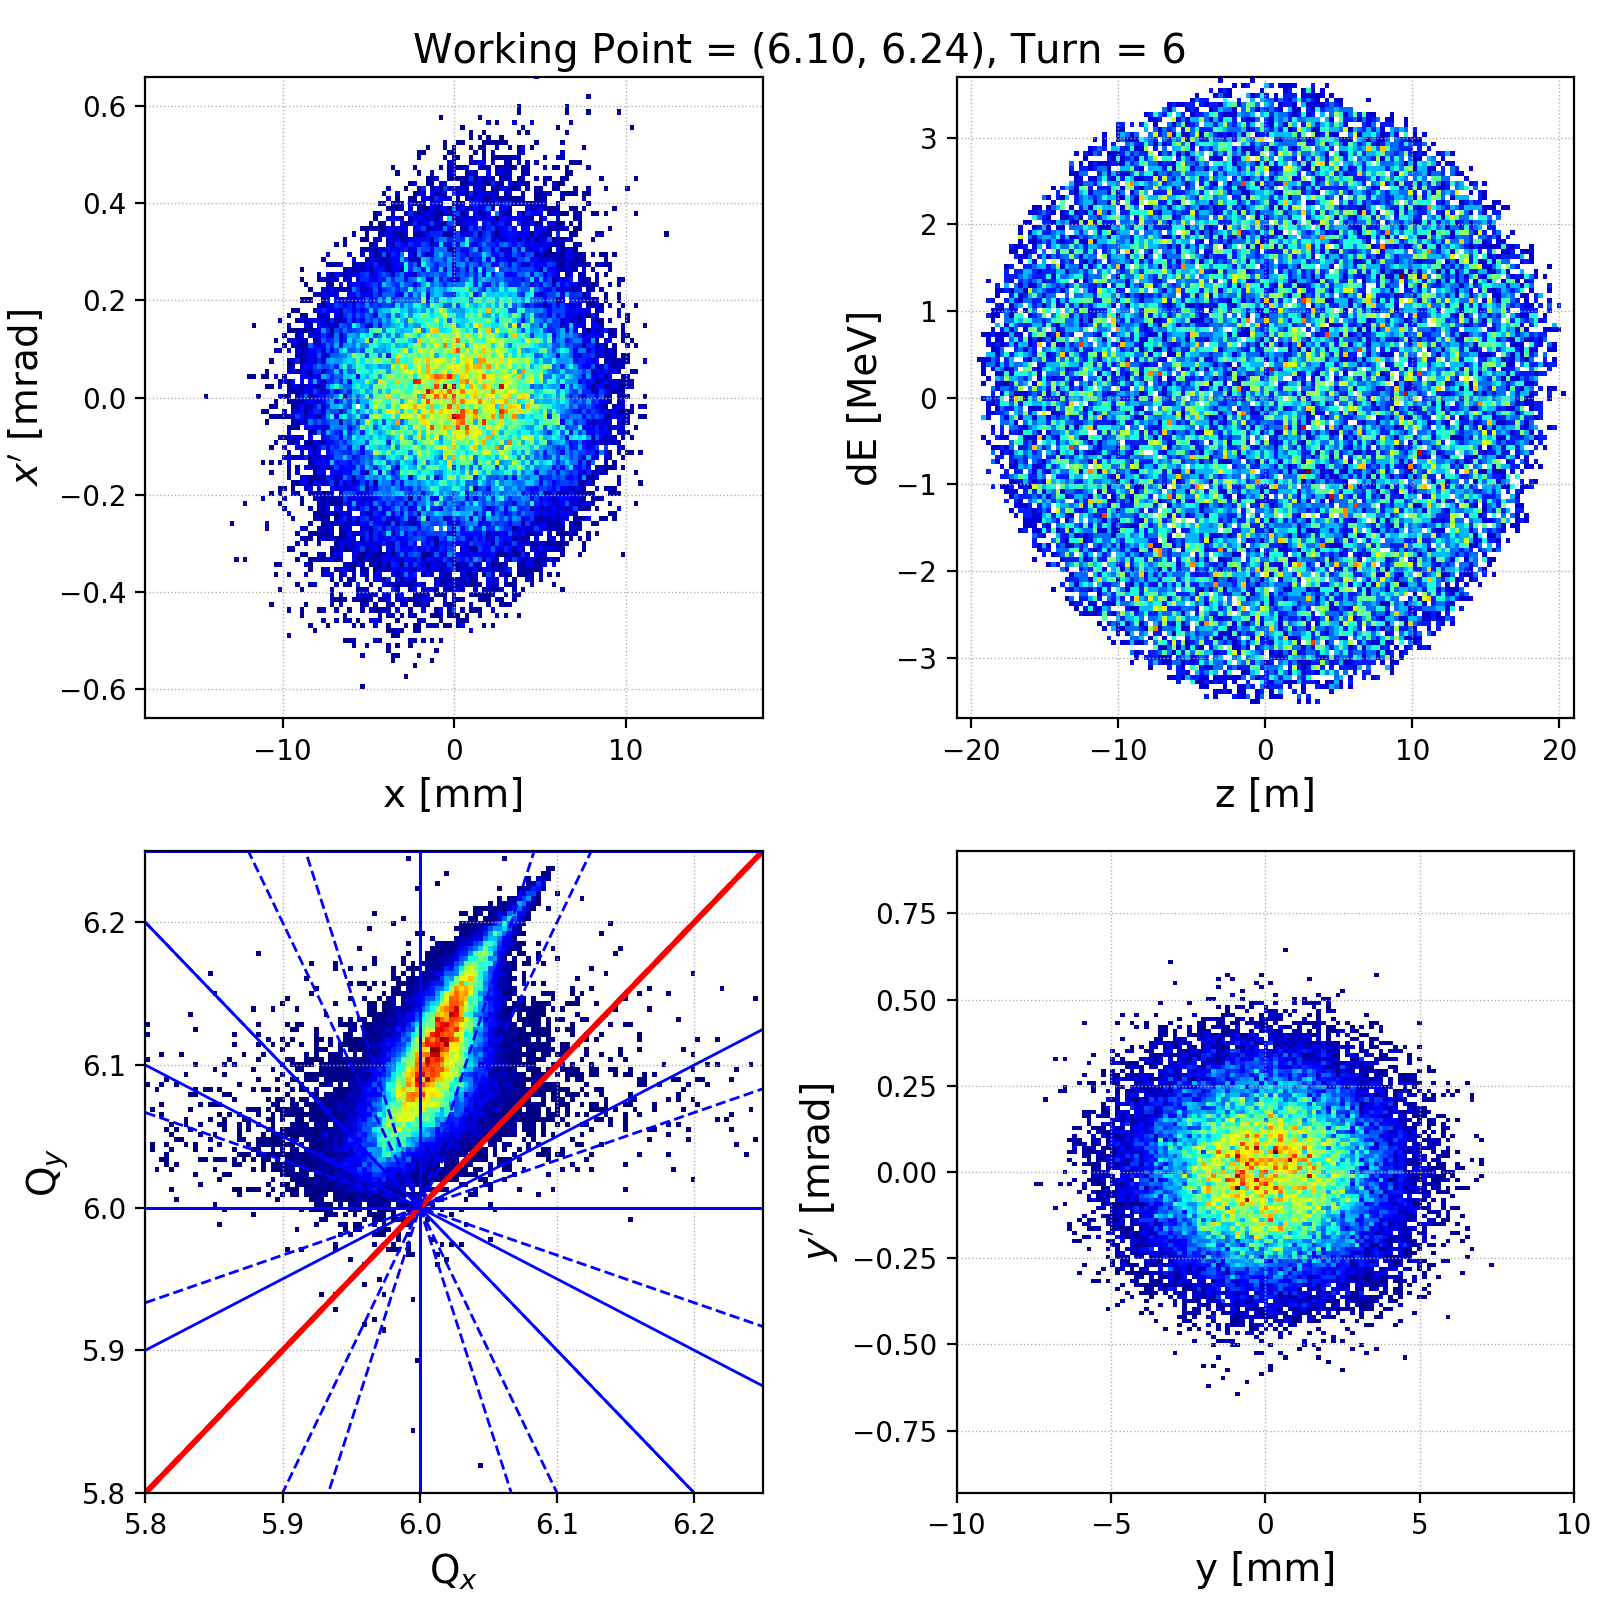 Working Point = (6.10, 6.24), Turn = 6
0.6
0.4
0.2
0.0
−0.2
−0.4
−0.6
x′ [mrad]
−10 0 10
x [mm]
3
2
1
0
−1
−2
−3
dE [MeV]
−20 −10 0 10 20
z [m]
6.2
6.1
6.0
5.9
5.8
Qy
5.8 5.9 6.0 6.1 6.2
Qx
0.75
0.50
0.25
0.00
−0.25
−0.50
−0.75
y′ [mrad]
−10 −5 0 5 10
y [mm]